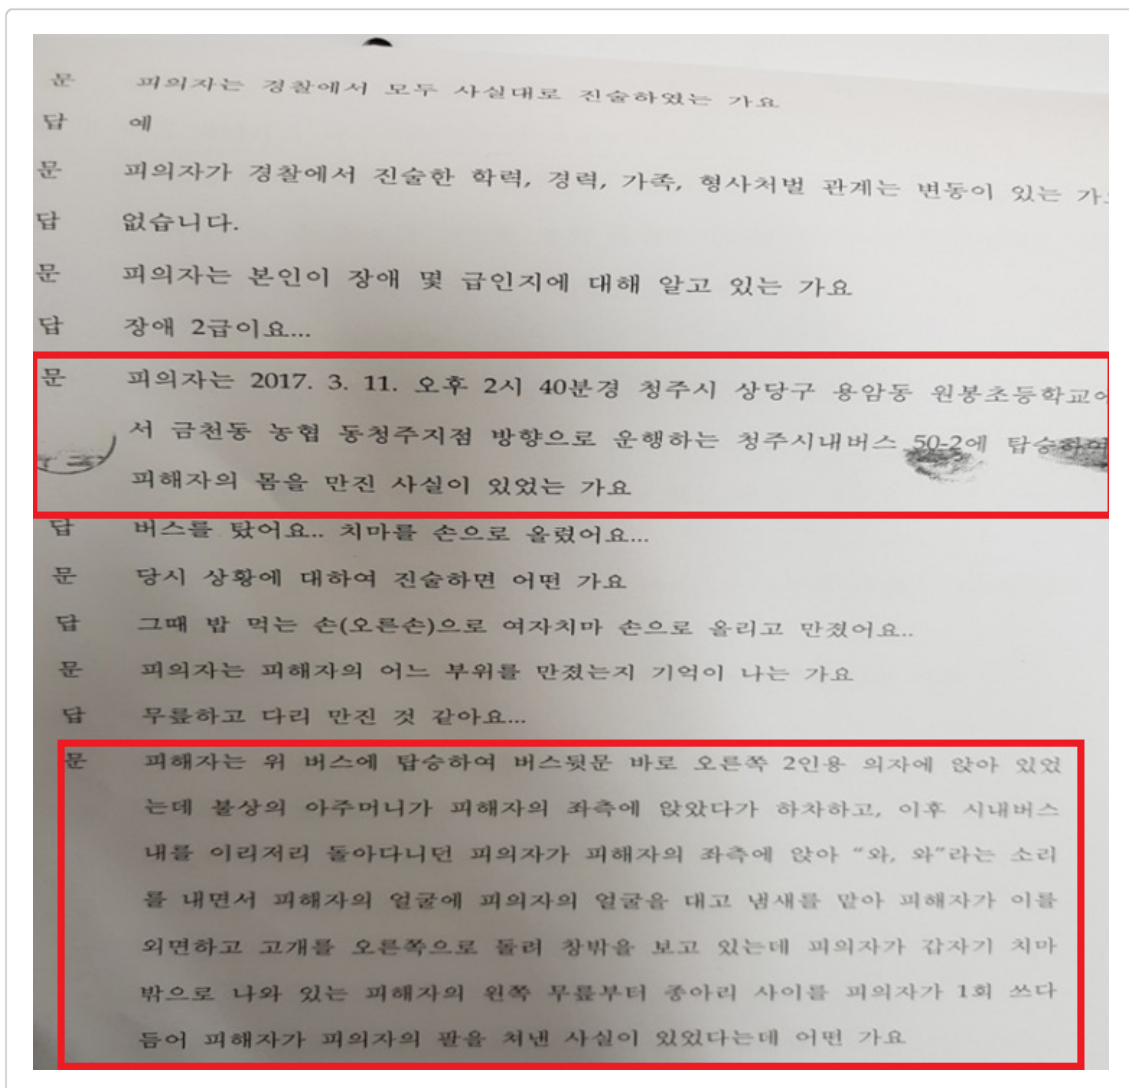 문 피의자는 경찰에서 모두 사실대로 진술하였는 가요
답 예
문 피의자가 경찰에서 진술한 학력, 경력, 가족, 형사처벌 관계는 변동이 있는
답 없습니다.
문 피의자는 본인이 장애 몇 급인지에 대해 알고 있는 가요
답 장애 2급이요...
문 피의자는 2017. 3. 11. 오후 2시 40분경 청주시 상당구 용암동 원봉초등학교에
서 금천동 농협 동청주지점 방향으로 운행하는 청주시내버스 50-2에 탑승하여
피해자의 몸을 만진 사실이 있었는 가요
답 버스를 탔어요.. 치마를 손으로 올렸어요...
문 당시 상황에 대하여 진술하면 어떤 가요
답 그때 밥 먹는 손(오른손)으로 여자치마 손으로 올리고 만졌어요..
문 피의자는 피해자의 어느 부위를 만졌는지 기억이 나는 가요
답 무릎하고 다리 만진 것 같아요...
문 피해자는 위 버스에 탑승하여 버스뒷문 바로 오른쪽 2인용 의자에 앉아 있었
는데 불상의 아주머니가 피해자의 좌측에 앉았다가 하차하고, 이후 시내버스
내를 이리저리 돌아다니던 피의자가 피해자의 좌측에 앉아 “와, 와”라는 소리
를 내면서 피해자의 얼굴에 피의자의 얼굴을 대고 냄새를 맡아 피해자가 이를
외면하고 고개를 오른쪽으로 돌려 창밖을 보고 있는데 피의자가 갑자기 치마
밖으로 나와 있는 피해자의 왼쪽 무릎부터 종아리 사이를 피의자가 1회 쓰다
듬어 피해자가 피의자의 팔을 쳐낸 사실이 있었다는데 어떤 가요